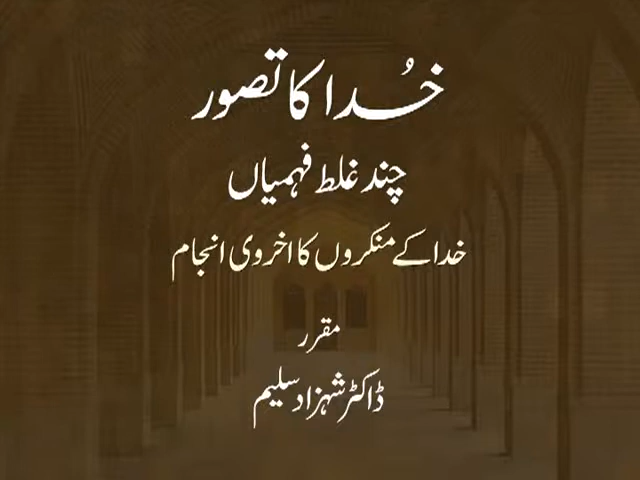 خُدا کا تصور
چند غلط فہمیاں
خدا کے منکروں کا اخروی انجام
مقرر
ڈاکٹر شہزاد سلیم